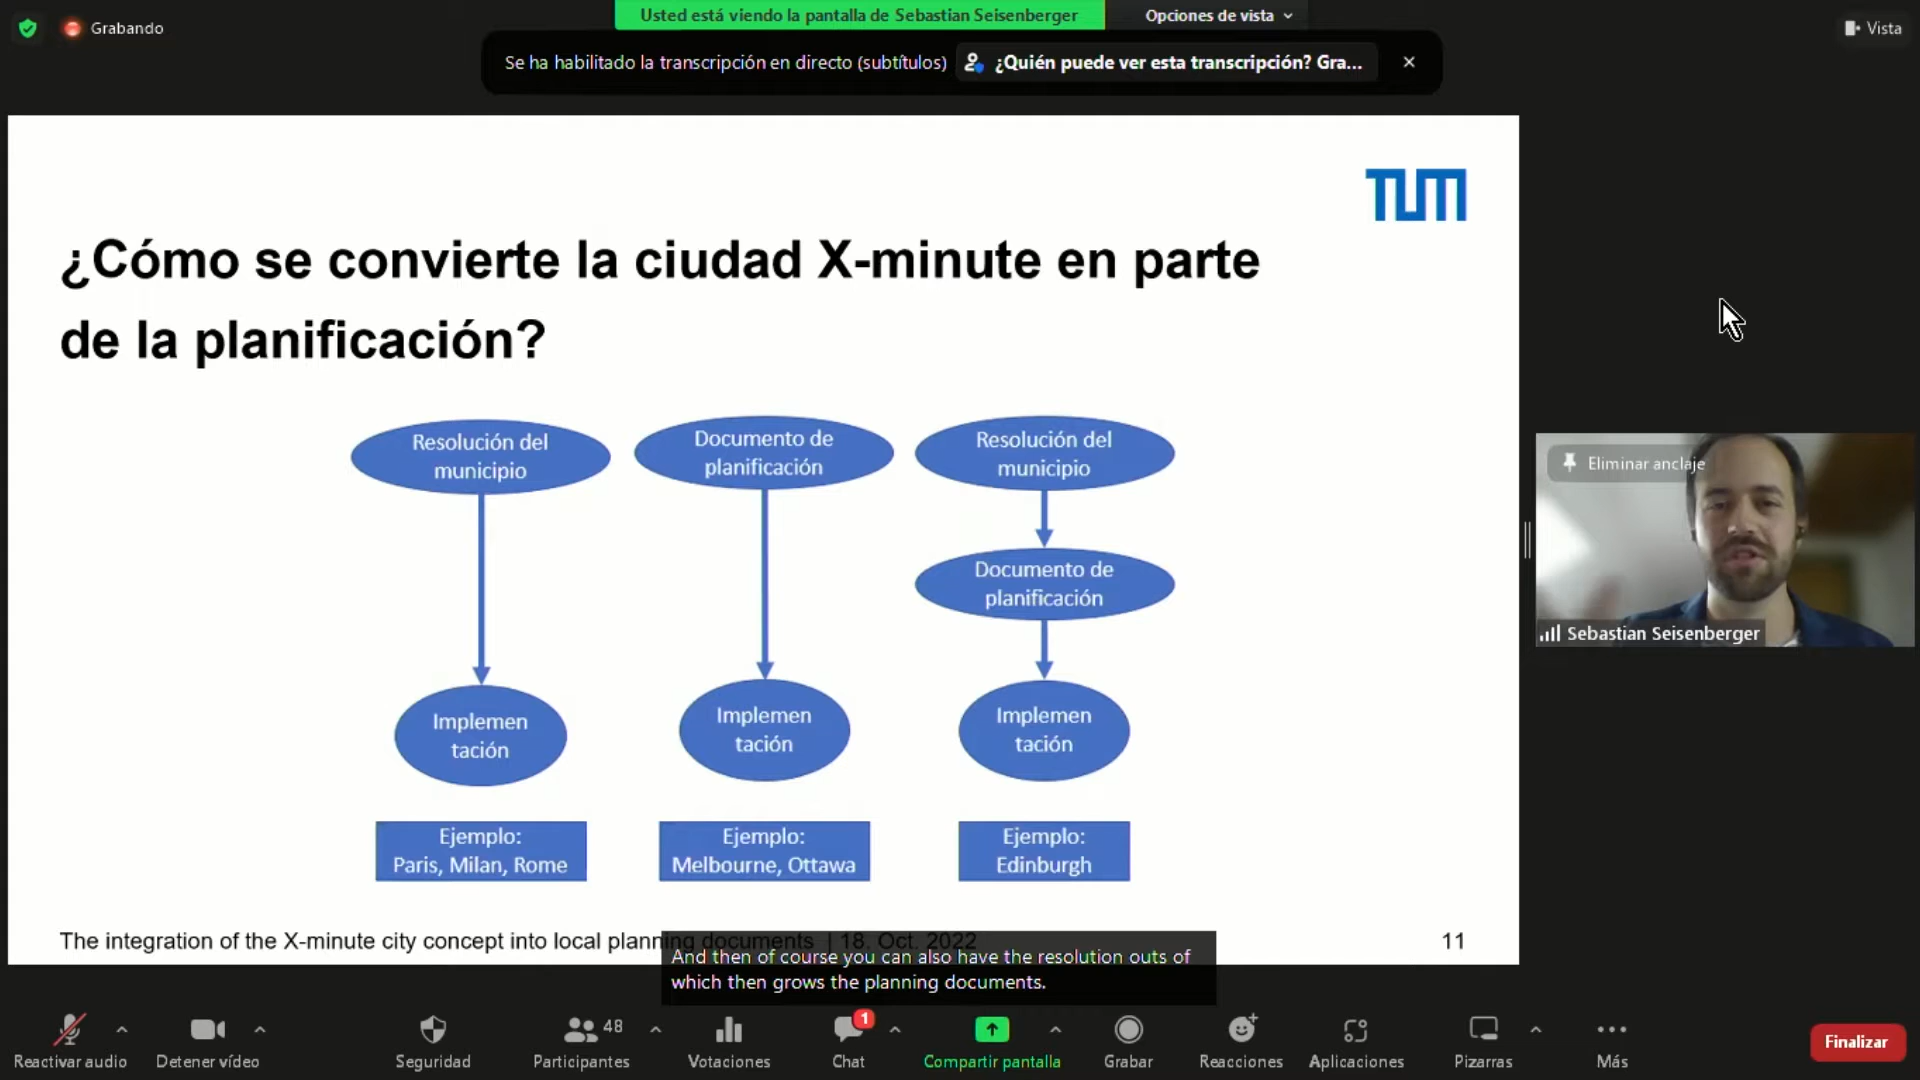 Grabando
Usted está viendo la pantalla de Sebastian Seisenberger
Opciones de vista
Vista
Se ha habilitado la transcripción en directo (subtítulos)
¿Quién puede ver esta transcripción? Gra...
TUM
¿Cómo se convierte la ciudad X-minute en parte
de la planificación?
Resolución del
municipio
Implemen
tación
Ejemplo:
Paris, Milan, Rome
Documento de
planificación
Implemen
tación
Ejemplo:
Melbourne, Ottawa
Resolución del
municipio
Documento de
planificación
Implemen
tación
Ejemplo:
Edinburgh
The integration of the X-minute city concept into local planning documents | 18. Oct. 2022
11
And then of course you can also have the resolution outs of
which then grows the planning documents.
Eliminar anclaje
Sebastian Seisenberger
Reactivar audio
Detener vídeo
Seguridad
48
Participantes
Votaciones
1
Chat
Compartir pantalla
Grabar
Reacciones
Aplicaciones
Pizarras
Más
Finalizar